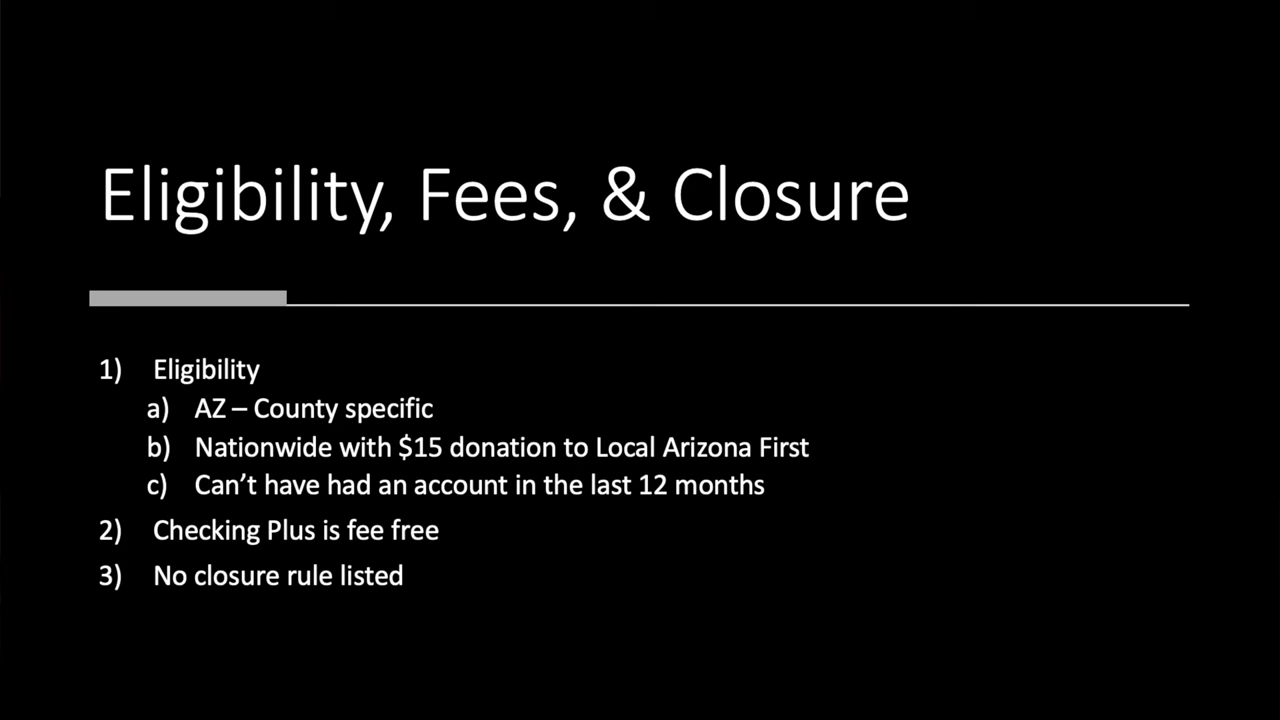 Eligibility, Fees, & Closure
1) Eligibility
a) AZ – County specific
b) Nationwide with $15 donation to Local Arizona First
c) Can’t have had an account in the last 12 months
2) Checking Plus is fee free
3) No closure rule listed